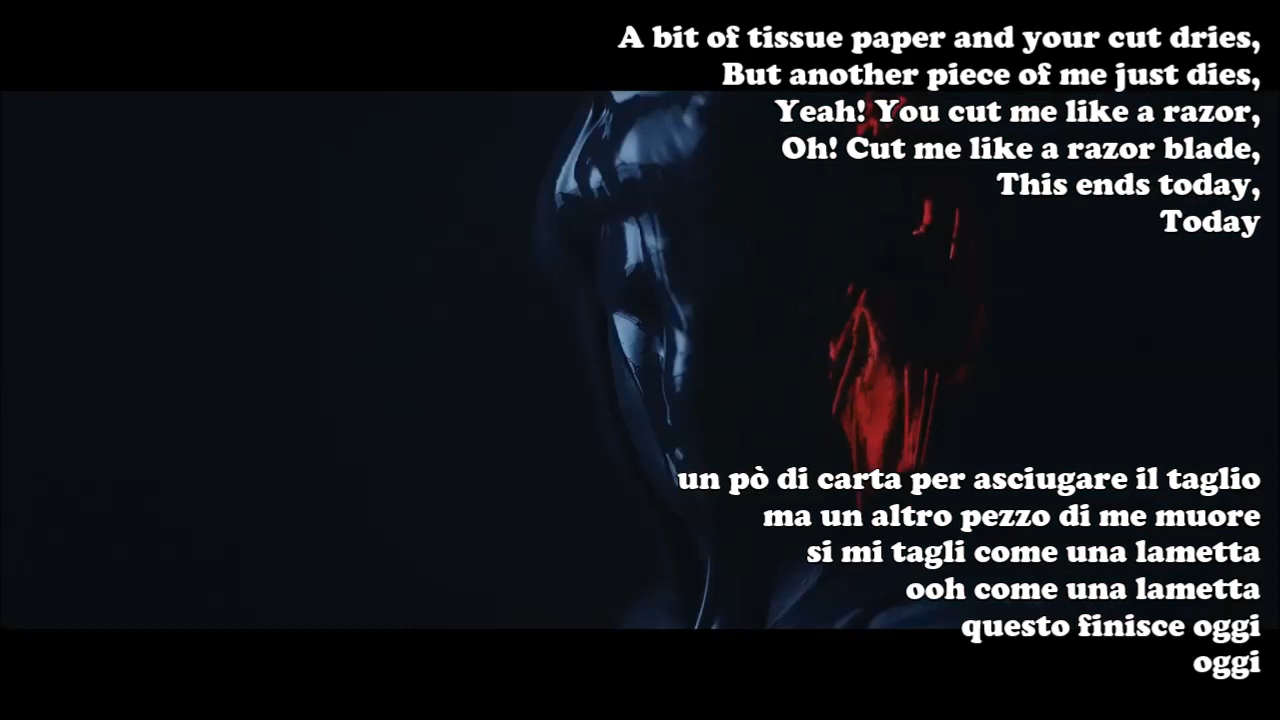 A bit of tissue paper and your cut dries,
But another piece of me just dies,
Yeah! You cut me like a razor,
Oh! Cut me like a razor blade,
This ends today,
Today
un pò di carta per asciugare il taglio
ma un altro pezzo di me muore
si mi tagli come una lametta
ooh come una lametta
questo finisce oggi
oggi